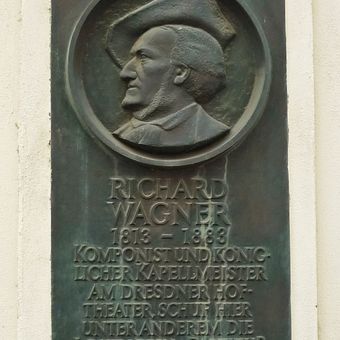 RICHARD
WAGNER
1813 – 1883
KOMPONIST UND KÖNIG-
LICHER KAPELLMEISTER
AM DRESDNER HOF-
THEATER, SCHUF HIER
UNTER ANDEREM DIE